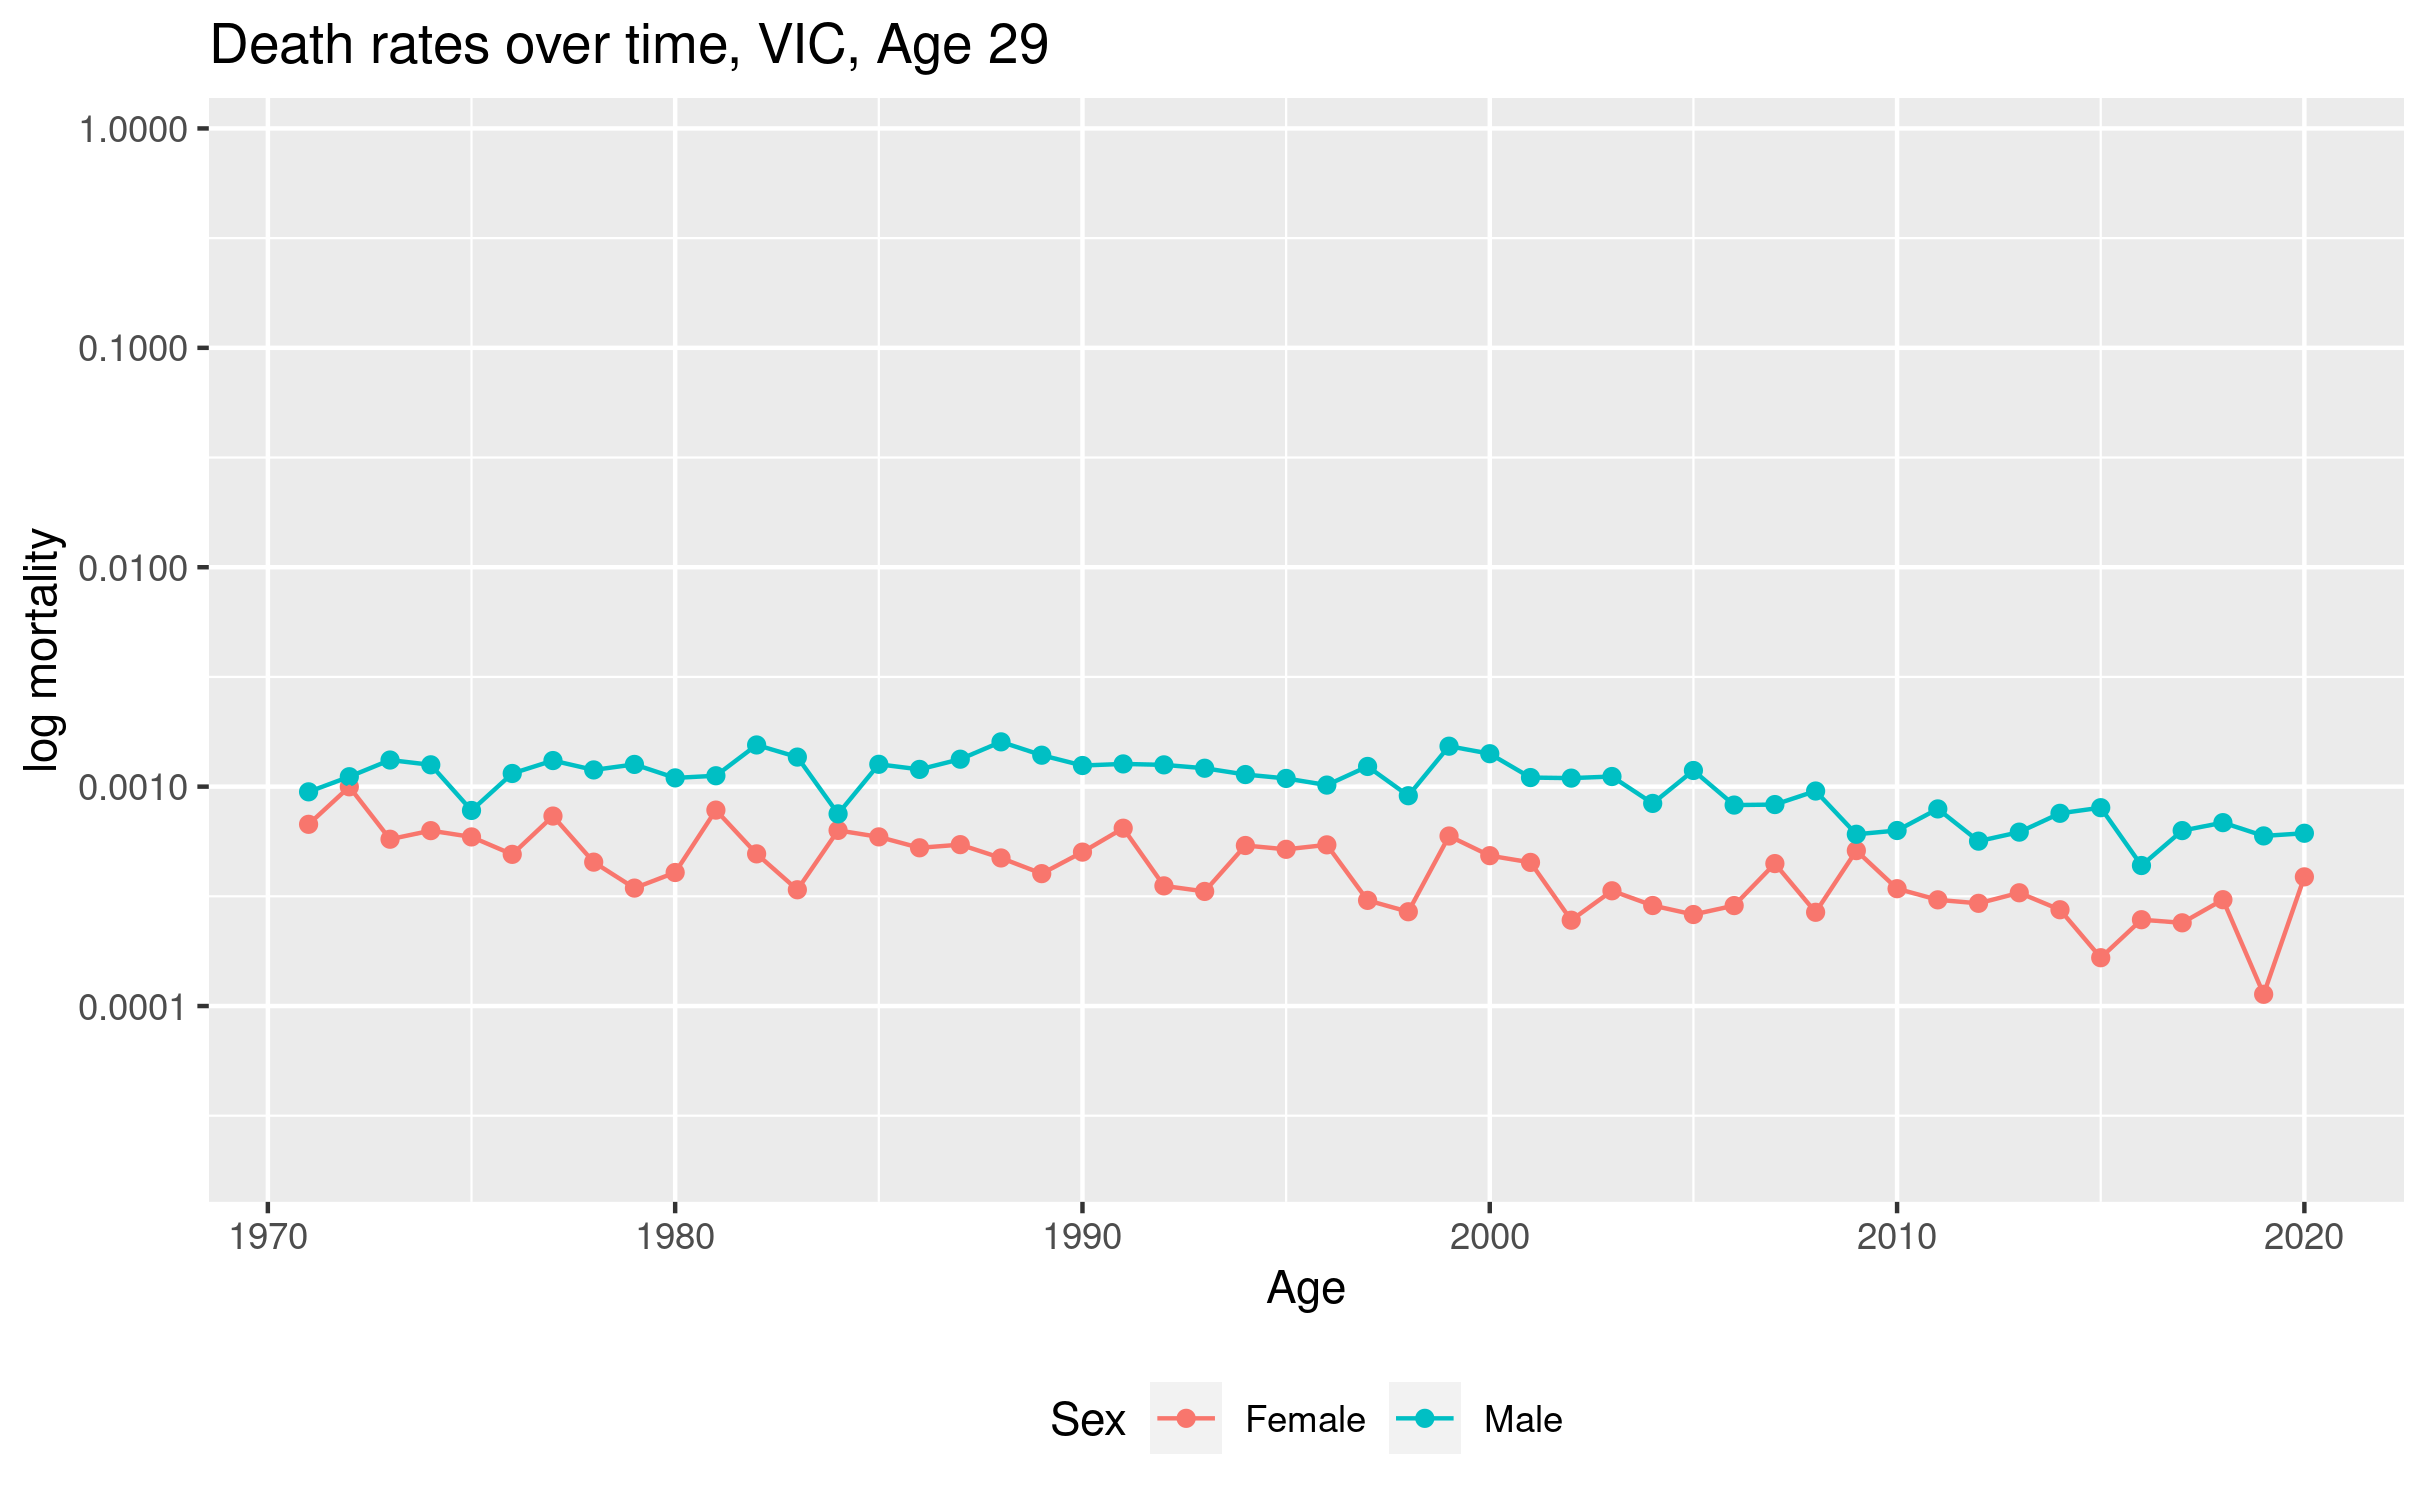 Death rates over time, VIC, Age 29
1.0000
0.1000
0.0100
0.0010
0.0001
log mortality
1970 1980 1990 2000 2010 2020
Age
Sex Female Male